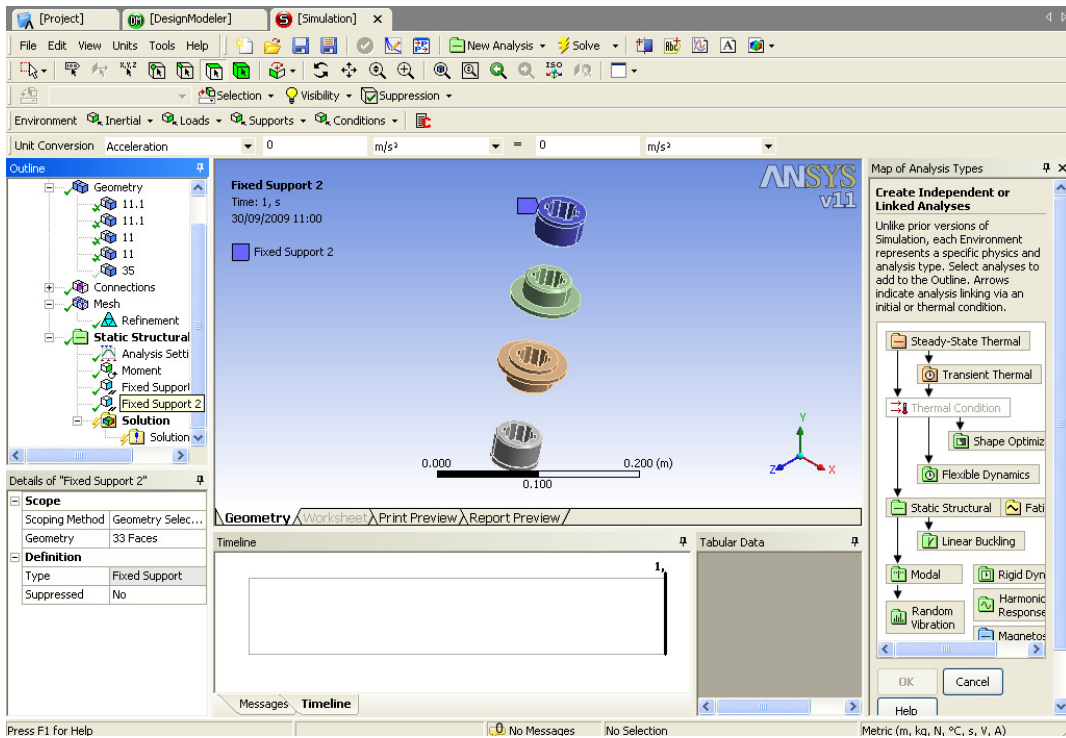 [Project]
[DesignModeler]
[Simulation]
File Edit View Units Tools Help
New Analysis
Solve
A
ISO
Selection
Visibility
Suppression
Environment
Inertial
Loads
Supports
Conditions
Unit Conversion
Acceleration
0
m/s²
=
0
m/s²
Outline
Geometry
11.1
11.1
11
11
35
Connections
Mesh
Refinement
Static Structural
Analysis Setti
Moment
Fixed Support
Fixed Support 2
Solution
Solution
Details of "Fixed Support 2"
Scope
Scoping Method Geometry Selec...
Geometry 33 Faces
Definition
Type Fixed Support
Suppressed No
Fixed Support 2
Time: 1, s
30/09/2009 11:00
Fixed Support 2
ANSYS
v11
0.000
0.200 (m)
0.100
Y
Z
X
Geometry Worksheet Print Preview Report Preview
Timeline
1,
Messages Timeline
Tabular Data
Map of Analysis Types
Create Independent or
Linked Analyses
Unlike prior versions of
Simulation, each Environment
represents a specific physics and
analysis type. Select analyses to
add to the Outline. Arrows
indicate analysis linking via an
initial or thermal condition.
Steady-State Thermal
Transient Thermal
Thermal Condition
Shape Optimiz
Flexible Dynamics
Static Structural
Fati
Linear Buckling
Modal
Rigid Dyn
Random
Vibration
Harmonic
Response
Magnetos
OK
Cancel
Help
Press F1 for Help
0 No Messages
No Selection
Metric (m, kg, N, °C, s, V, A)